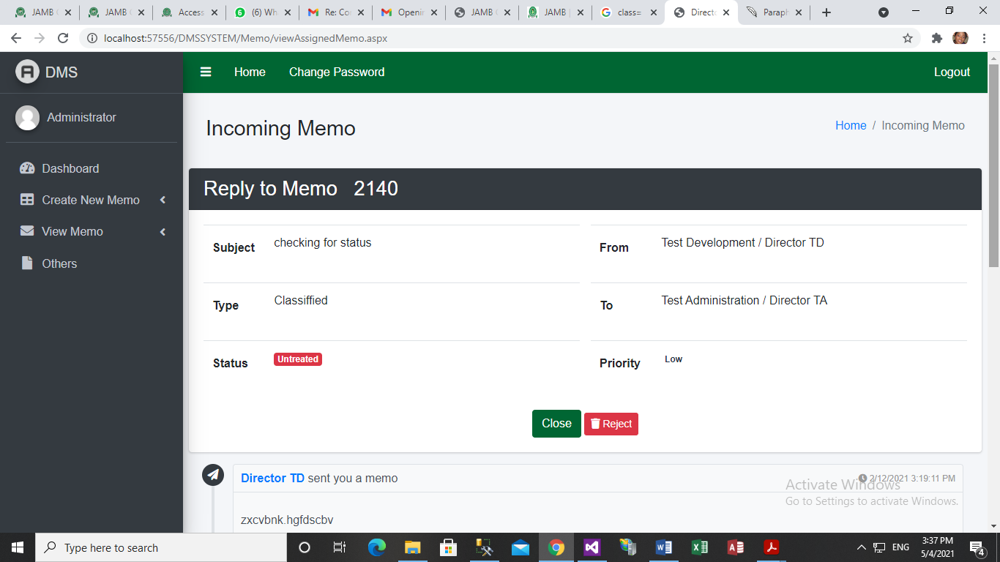 JAMB
JAMB
Access
(6) Wh
Re: Co
Openin
JAMB
JAMB
class=
Directo
Paraph
localhost:57556/DMSSYSTEM/Memo/viewAssignedMemo.aspx
DMS
Home
Change Password
Logout
Administrator
Incoming Memo
Home / Incoming Memo
Dashboard
Create New Memo
View Memo
Others
Reply to Memo 2140
Subject
checking for status
From
Test Development / Director TD
Type
Classiffied
To
Test Administration / Director TA
Status
Untreated
Priority
Low
Close
Reject
Director TD sent you a memo
2/12/2021 3:19:11 PM
zxcvbnk.hgfdscbv
Activate Windows
Go to Settings to activate Windows.
Type here to search
ENG
3:37 PM
5/4/2021
4